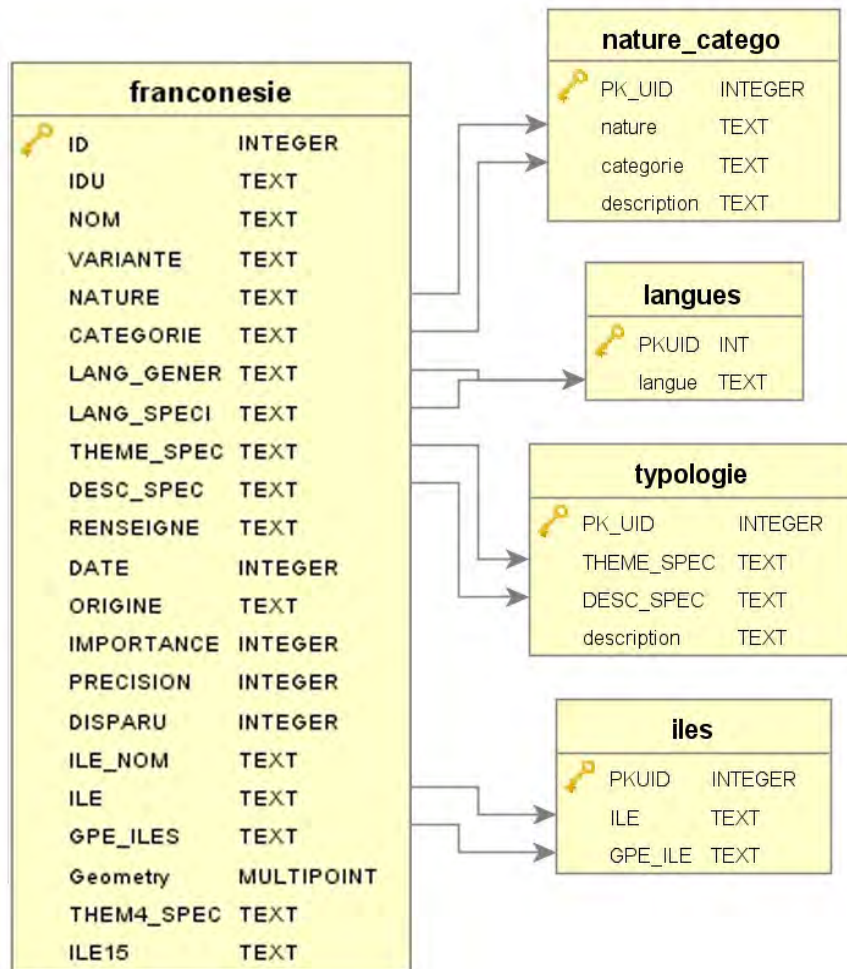 franconesie
ID INTEGER
IDU TEXT
NOM TEXT
VARIANTE TEXT
NATURE TEXT
CATEGORIE TEXT
LANG_GENER TEXT
LANG_SPECI TEXT
THEME_SPEC TEXT
DESC_SPEC TEXT
RENSEIGNE TEXT
DATE INTEGER
ORIGINE TEXT
IMPORTANCE INTEGER
PRECISION INTEGER
DISPARU INTEGER
ILE_NOM TEXT
ILE TEXT
GPE_ILES TEXT
Geometry MULTIPOINT
THEM4_SPEC TEXT
ILE15 TEXT
nature_catego
PK_UID INTEGER
nature TEXT
categorie TEXT
description TEXT
langues
PKUID INT
langue TEXT
typologie
PK_UID INTEGER
THEME_SPEC TEXT
DESC_SPEC TEXT
description TEXT
iles
PKUID INTEGER
ILE TEXT
GPE_ILE TEXT